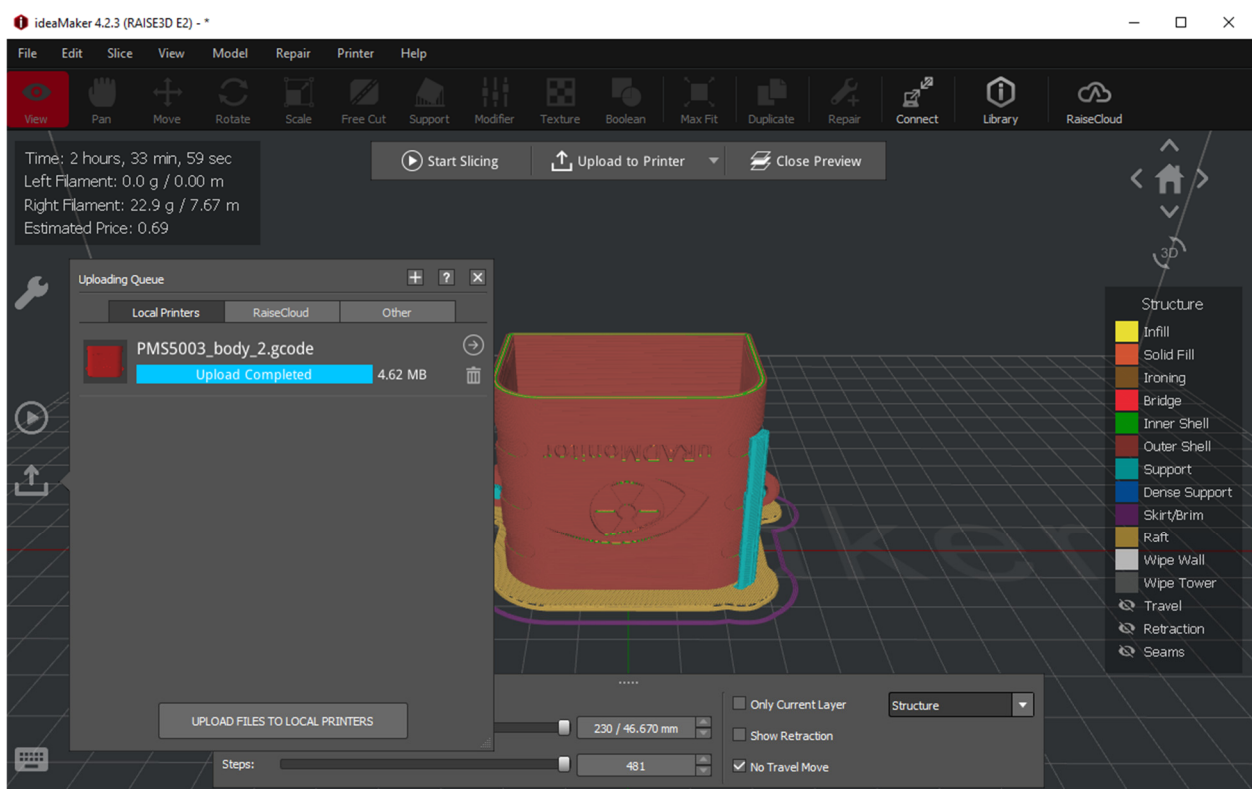 ideaMaker 4.2.3 (RAISE3D E2) - *
File Edit Slice View Model Repair Printer Help
View Pan Move Rotate Scale Free Cut Support Modifier Texture Boolean Max Fit Duplicate Repair Connect Library RaiseCloud
Time: 2 hours, 33 min, 59 sec
Left Filament: 0.0 g / 0.00 m
Right Filament: 22.9 g / 7.67 m
Estimated Price: 0.69
Start Slicing Upload to Printer Close Preview
3D
Uploading Queue + ?
Local Printers RaiseCloud Other
PMS5003_body_2.gcode
Upload Completed 4.62 MB
UPLOAD FILES TO LOCAL PRINTERS
uRADMonitor
Structure
Infill
Solid Fill
Ironing
Bridge
Inner Shell
Outer Shell
Support
Dense Support
Skirt/Brim
Raft
Wipe Wall
Wipe Tower
Travel
Retraction
Seams
230 / 46.670 mm
Steps: 481
Only Current Layer Structure
Show Retraction
No Travel Move